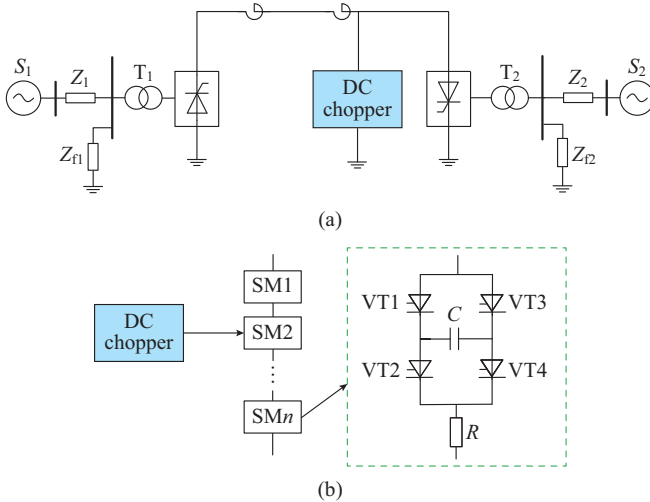 S1
Z1
T1
Zf1
DC
chopper
T2
Z2
S2
Zf2
(a)
DC
chopper
SM1
SM2
SMn
VT1
VT3
C
VT2
VT4
R
(b)